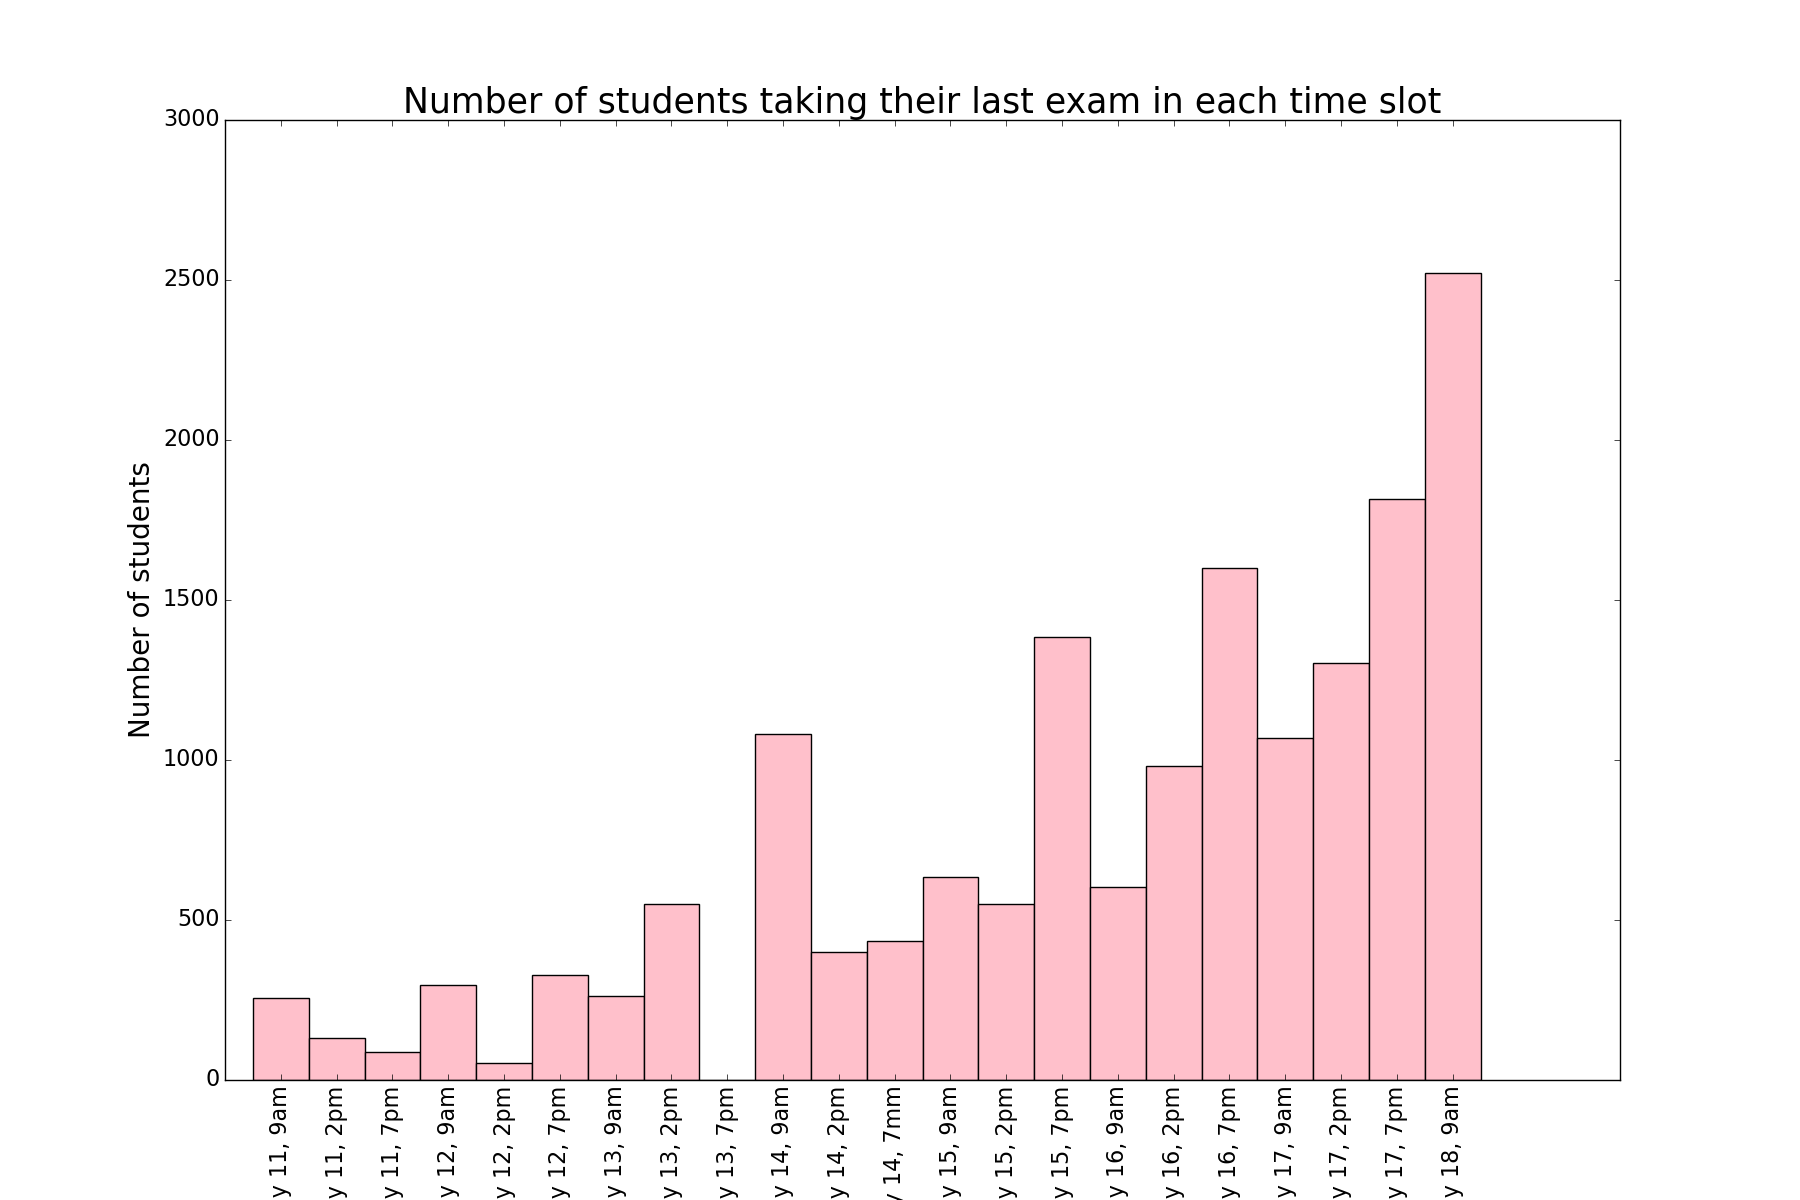 Number of students taking their last exam in each time slot
3000
2500
2000
1500
1000
500
0
Number of students
y 11, 9am
y 11, 2pm
y 11, 7pm
y 12, 9am
y 12, 2pm
y 12, 7pm
y 13, 9am
y 13, 2pm
y 13, 7pm
y 14, 9am
y 14, 2pm
y 14, 7mm
y 15, 9am
y 15, 2pm
y 15, 7pm
y 16, 9am
y 16, 2pm
y 16, 7pm
y 17, 9am
y 17, 2pm
y 17, 7pm
y 18, 9am